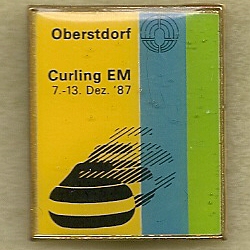 Oberstdorf
Curling EM
7.-13. Dez. '87